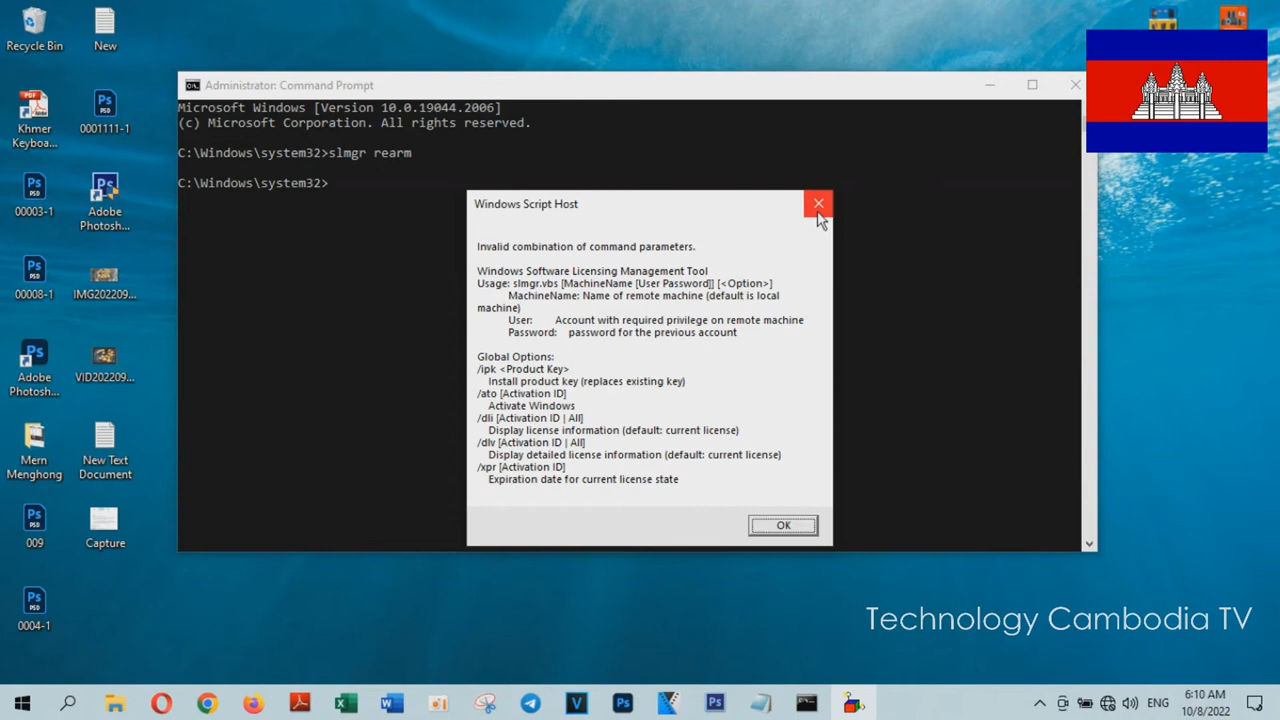 Recycle Bin
New
Khmer
Keyboa...
0001111-1
00003-1
Adobe
Photosh...
00008-1
IMG202209...
Adobe
Photosh...
VID202209...
Mern
Menghong
New Text
Document
009
Capture
0004-1
Administrator: Command Prompt
Microsoft Windows [Version 10.0.19044.2006]
(c) Microsoft Corporation. All rights reserved.
C:\Windows\system32>slmgr rearm
C:\Windows\system32>
Windows Script Host
Invalid combination of command parameters.
Windows Software Licensing Management Tool
Usage: slmgr.vbs [MachineName [User Password]] [<Option>]
MachineName: Name of remote machine (default is local
machine)
User: Account with required privilege on remote machine
Password: password for the previous account
Global Options:
/ipk <Product Key>
Install product key (replaces existing key)
/ato [Activation ID]
Activate Windows
/dli [Activation ID | All]
Display license information (default: current license)
/dlv [Activation ID | All]
Display detailed license information (default: current license)
/xpr [Activation ID]
Expiration date for current license state
OK
Technology Cambodia TV
ENG
6:10 AM
10/8/2022